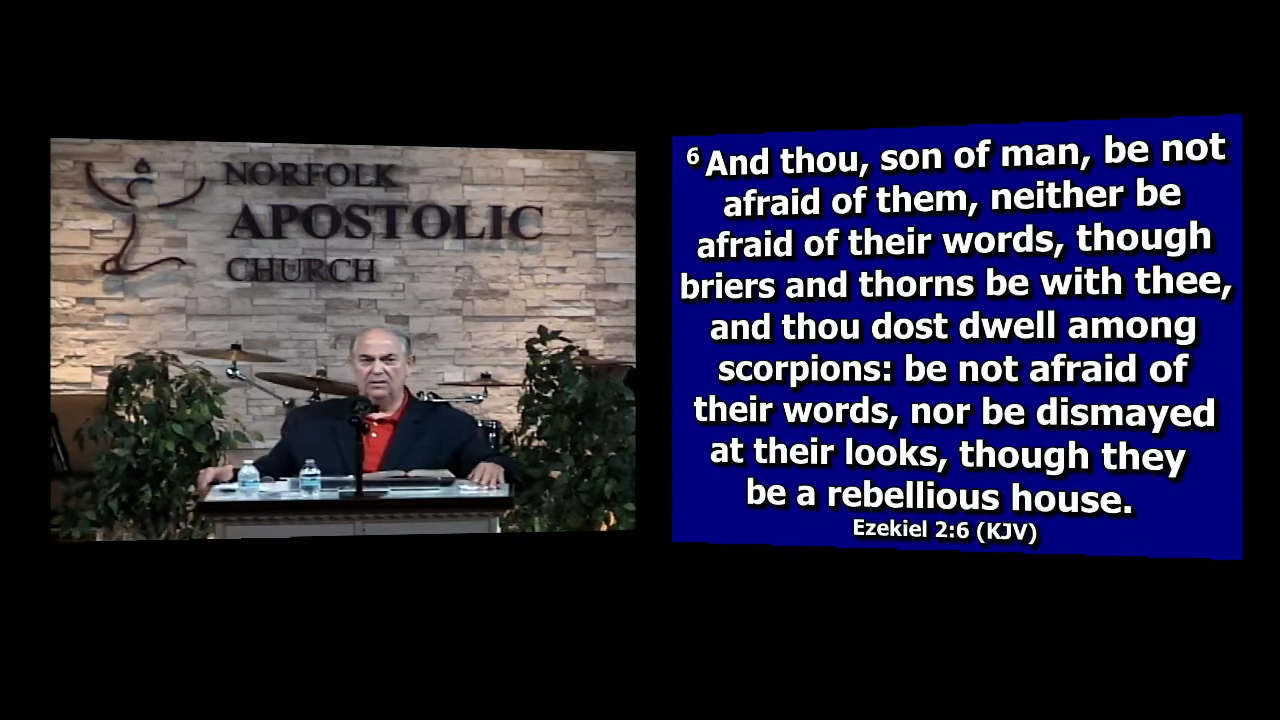 NORFOLK
APOSTOLIC
CHURCH
6 And thou, son of man, be not
afraid of them, neither be
afraid of their words, though
briers and thorns be with thee,
and thou dost dwell among
scorpions: be not afraid of
their words, nor be dismayed
at their looks, though they
be a rebellious house.
Ezekiel 2:6 (KJV)